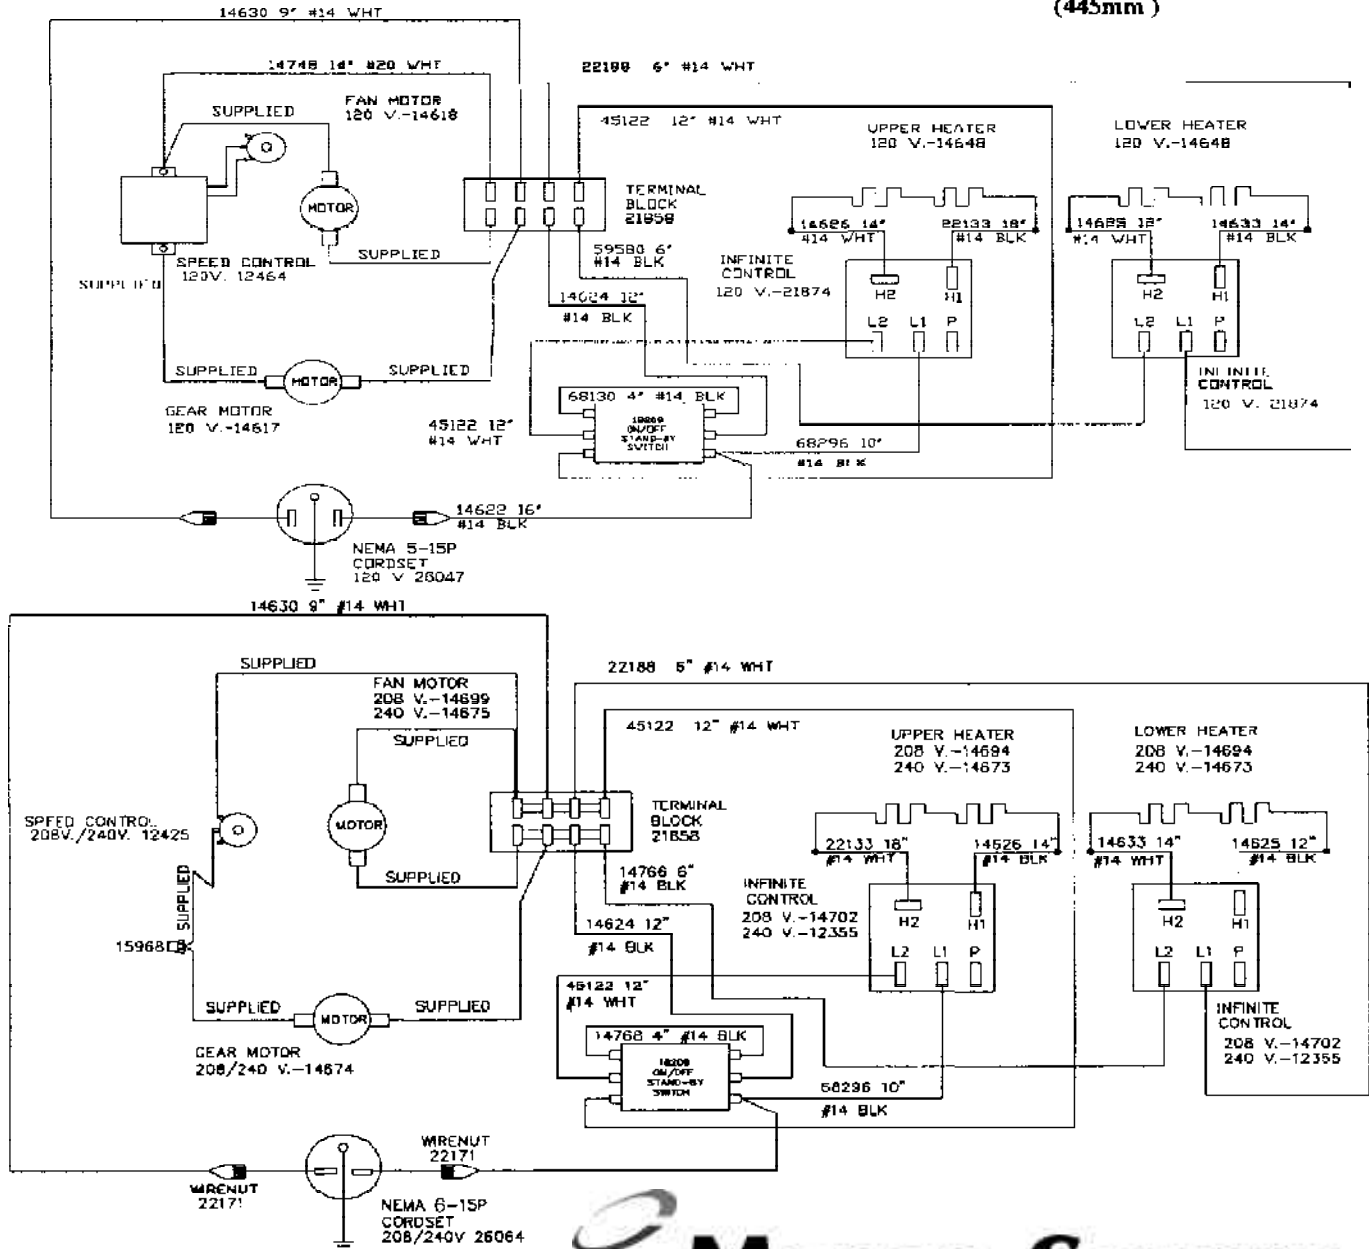 (445mm)
14630 9" #14 WHT
14748 14" #20 WHT
22188 6" #14 WHT
FAN MOTOR
120 V.-14618
SUPPLIED
45122 12" #14 WHT
UPPER HEATER
120 V.-14648
LOWER HEATER
120 V.-14648
MOTOR
TERMINAL
BLOCK
21858
14626 14"
#14 WHT
22133 18"
#14 BLK
14625 12"
#14 WHT
14633 14"
#14 BLK
SPEED CONTROL
120V. 12464
SUPPLIED
SUPPLIED
59580 6"
#14 BLK
INFINITE
CONTROL
120 V.-21874
H2
H1
L2 L1 P
H2
H1
L2 L1 P
14624 12"
#14 BLK
SUPPLIED
MOTOR
SUPPLIED
INFINITE
CONTROL
120 V. 21874
GEAR MOTOR
120 V.-14617
68130 4" #14 BLK
45122 12"
#14 WHT
ON/OFF
STAND-BY
SWITCH
68296 10"
#14 BLK
14622 16"
#14 BLK
NEMA 5-15P
CORDSET
120 V 26047
14630 9" #14 WHT
SUPPLIED
22188 6" #14 WHT
FAN MOTOR
208 V.-14699
240 V.-14675
SUPPLIED
45122 12" #14 WHT
UPPER HEATER
208 V.-14694
240 V.-14673
LOWER HEATER
208 V.-14694
240 V.-14673
SPEED CONTROL
208V./240V. 12425
MOTOR
TERMINAL
BLOCK
21858
22133 18"
#14 WHT
14626 14"
#14 BLK
14633 14"
#14 WHT
14625 12"
#14 BLK
SUPPLIED
SUPPLIED
14766 6"
#14 BLK
INFINITE
CONTROL
208 V.-14702
240 V.-12355
H2
H1
L2 L1 P
H2
H1
L2 L1 P
15968
14624 12"
#14 BLK
45122 12"
#14 WHT
SUPPLIED
MOTOR
SUPPLIED
INFINITE
CONTROL
208 V.-14702
240 V.-12355
GEAR MOTOR
208/240 V.-14674
14768 4" #14 BLK
ON/OFF
STAND-BY
SWITCH
68296 10"
#14 BLK
WIRENUT
22171
WIRENUT
22171
NEMA 6-15P
CORDSET
208/240V 26064